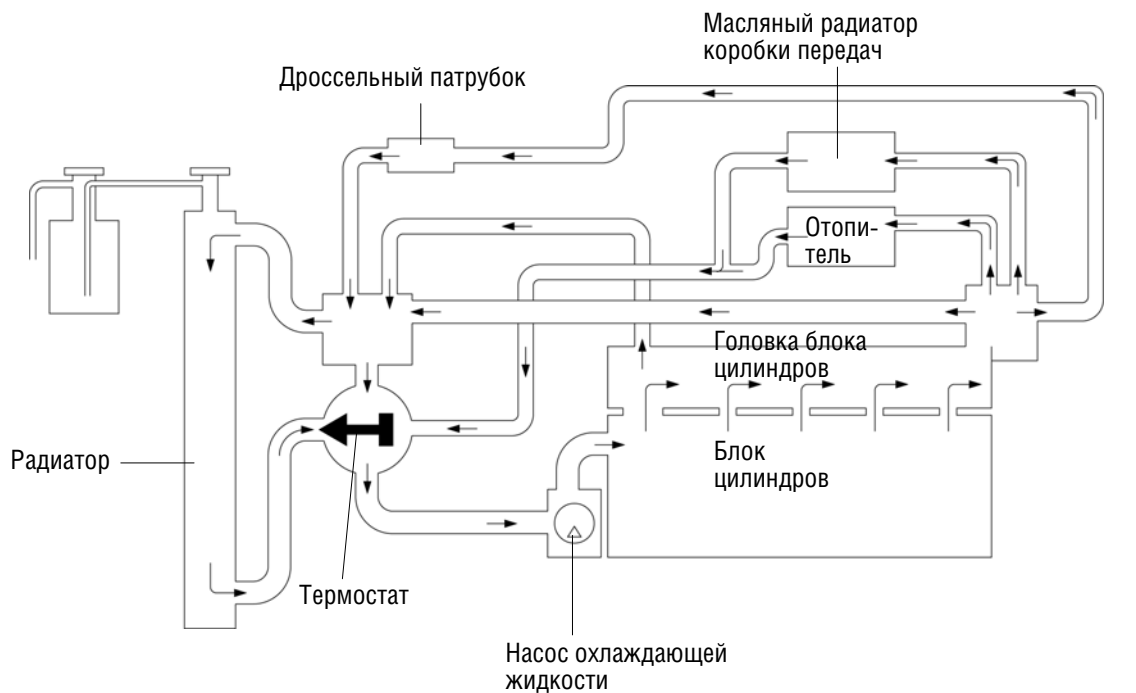 Масляный радиатор
коробки передач
Дроссельный патрубок
Отопи-
тель
Головка блока
цилиндров
Радиатор
Блок
цилиндров
Термостат
Насос охлаждающей
жидкости